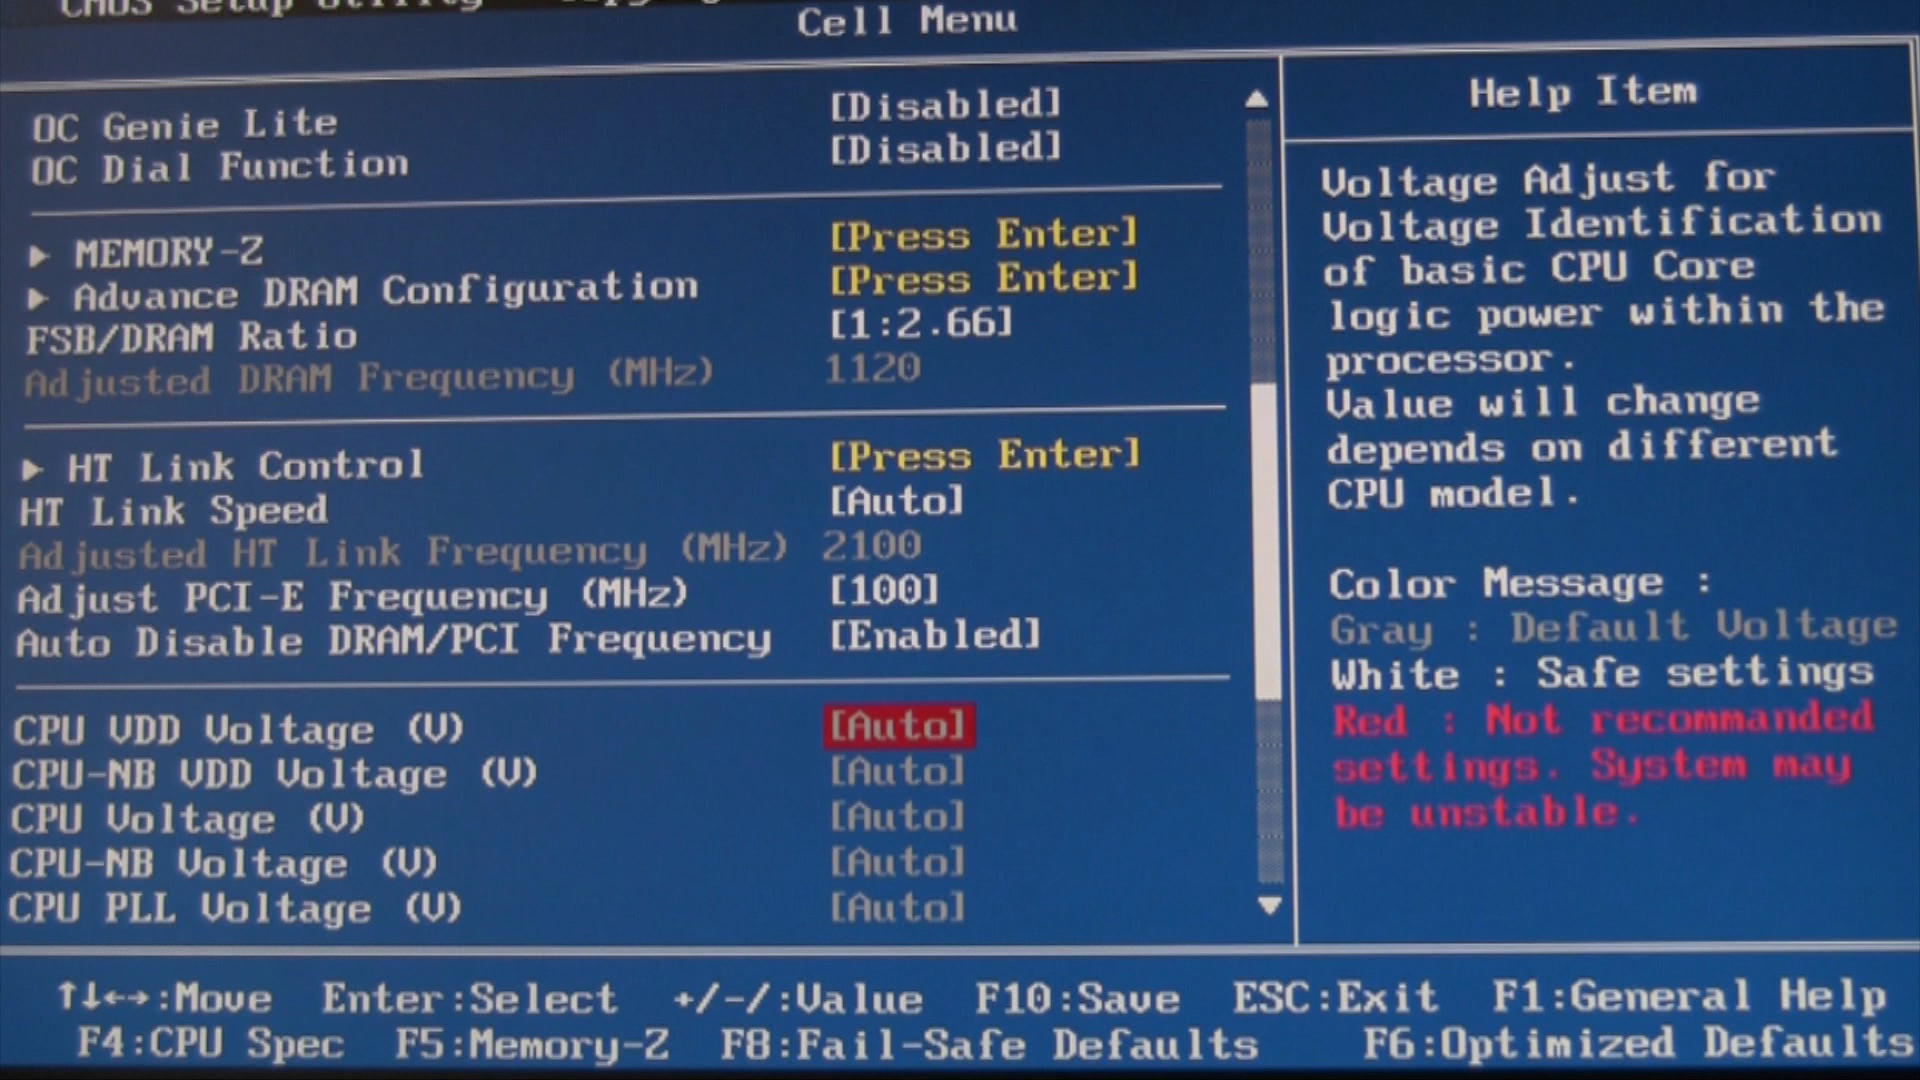 CMOS Setup Utility
Cell Menu
OC Genie Lite [Disabled]
OC Dial Function [Disabled]
MEMORY-Z [Press Enter]
Advance DRAM Configuration [Press Enter]
FSB/DRAM Ratio [1:2.66]
Adjusted DRAM Frequency (MHz) 1120
HT Link Control [Press Enter]
HT Link Speed [Auto]
Adjusted HT Link Frequency (MHz) 2100
Adjust PCI-E Frequency (MHz) [100]
Auto Disable DRAM/PCI Frequency [Enabled]
CPU VDD Voltage (V) [Auto]
CPU-NB VDD Voltage (V) [Auto]
CPU Voltage (V) [Auto]
CPU-NB Voltage (V) [Auto]
CPU PLL Voltage (V) [Auto]
Help Item
Voltage Adjust for
Voltage Identification
of basic CPU Core
logic power within the
processor.
Value will change
depends on different
CPU model.
Color Message :
Gray : Default Voltage
White : Safe settings
Red : Not recommanded
settings. System may
be unstable.
↑↓←→:Move Enter:Select +/-/:Value F10:Save ESC:Exit F1:General Help
F4:CPU Spec F5:Memory-Z F8:Fail-Safe Defaults F6:Optimized Defaults